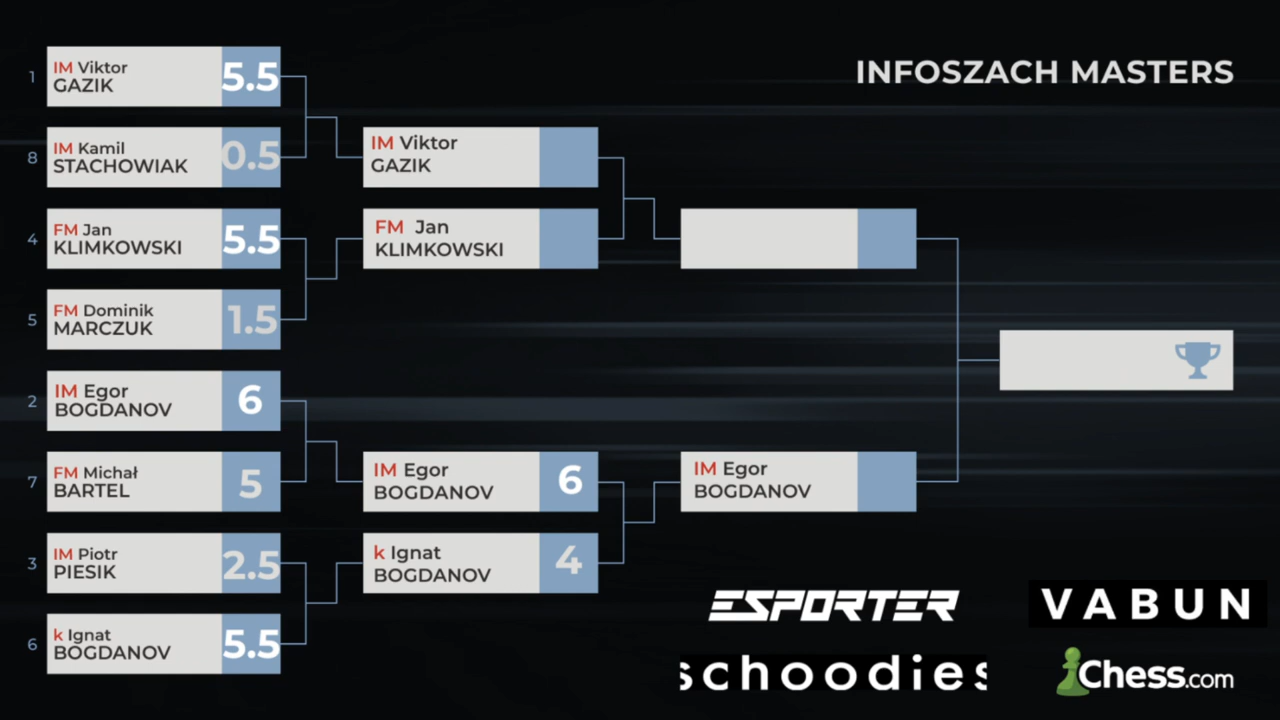 INFOSZACH MASTERS
1
IM Viktor
GAZIK
5.5
8
IM Kamil
STACHOWIAK
0.5
4
FM Jan
KLIMKOWSKI
5.5
5
FM Dominik
MARCZUK
1.5
2
IM Egor
BOGDANOV
6
7
FM Michał
BARTEL
5
3
IM Piotr
PIESIK
2.5
6
k Ignat
BOGDANOV
5.5
IM Viktor
GAZIK
FM Jan
KLIMKOWSKI
IM Egor
BOGDANOV
6
k Ignat
BOGDANOV
4
IM Egor
BOGDANOV
ESPORTER
VABUN
schoodies
Chess.com